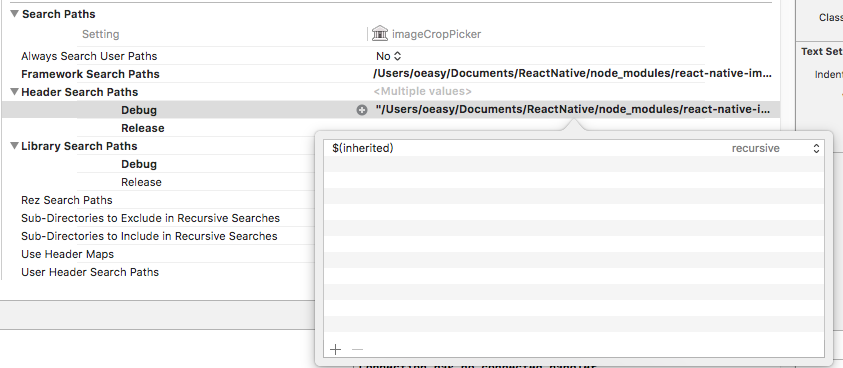 Search Paths
Setting imageCropPicker
Always Search User Paths No
Framework Search Paths /Users/oeasy/Documents/ReactNative/node_modules/react-native-im...
Header Search Paths <Multiple values>
Debug "/Users/oeasy/Documents/ReactNative/node_modules/react-native-i...
Release
Library Search Paths
Debug
Release
Rez Search Paths
Sub-Directories to Exclude in Recursive Searches
Sub-Directories to Include in Recursive Searches
Use Header Maps
User Header Search Paths
$(inherited) recursive
Class
Text Set
Inden